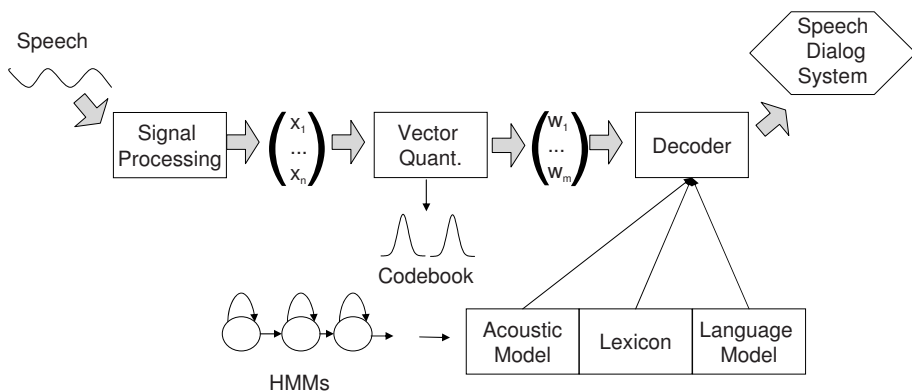 Speech
Speech
Dialog
System
Signal
Processing
x1
...
xn
Vector
Quant.
w1
...
wm
Decoder
Codebook
HMMs
Acoustic
Model
Lexicon
Language
Model